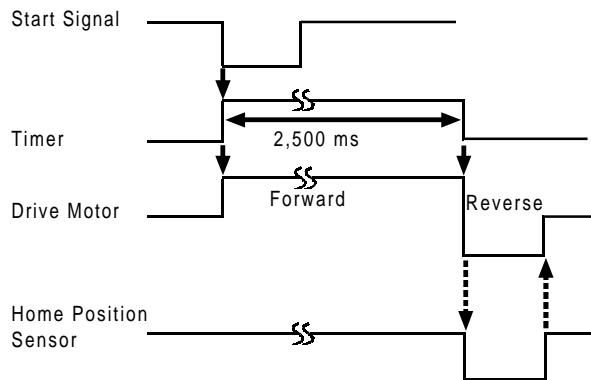 Start Signal
Timer
2,500 ms
Drive Motor
Forward
Reverse
Home Position
Sensor